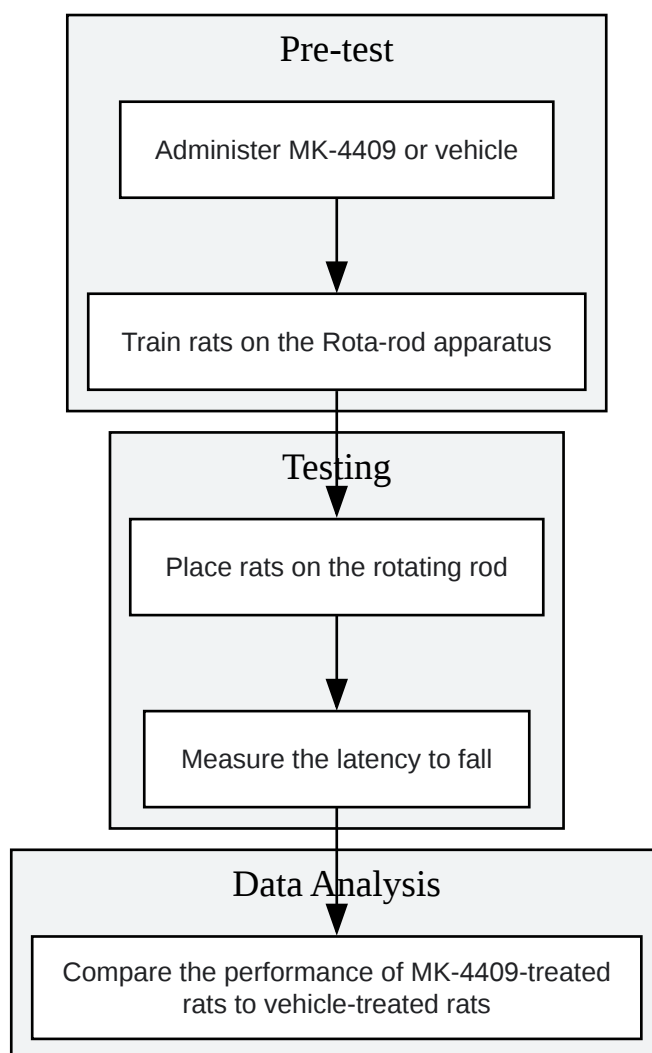 Pre-test
Administer MK-4409 or vehicle
Train rats on the Rota-rod apparatus
Testing
Place rats on the rotating rod
Measure the latency to fall
Data Analysis
Compare the performance of MK-4409-treated
rats to vehicle-treated rats